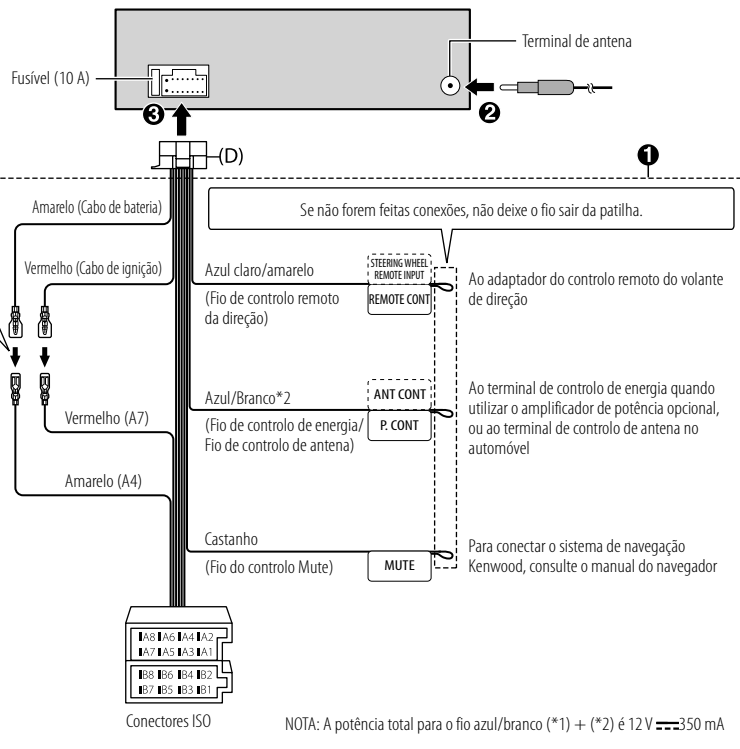 Terminal de antena
Fusível (10 A)
❸
❷
(D)
❶
Amarelo (Cabo de bateria)
Se não forem feitas conexões, não deixe o fio sair da patilha.
Vermelho (Cabo de ignição)
Azul claro/amarelo
(Fio de controlo remoto
da direção)
STEERING WHEEL
REMOTE INPUT
REMOTE CONT
Ao adaptador do controlo remoto do volante
de direção
Azul/Branco*2
(Fio de controlo de energia/
Fio de controlo de antena)
ANT CONT
P. CONT
Ao terminal de controlo de energia quando
utilizar o amplificador de potência opcional,
ou ao terminal de controlo de antena no
automóvel
Vermelho (A7)
Amarelo (A4)
Castanho
(Fio do controlo Mute)
MUTE
Para conectar o sistema de navegação
Kenwood, consulte o manual do navegador
A8 A6 A4 A2
A7 A5 A3 A1
B8 B6 B4 B2
B7 B5 B3 B1
Conectores ISO
NOTA: A potência total para o fio azul/branco (*1) + (*2) é 12 V ⎓ 350 mA